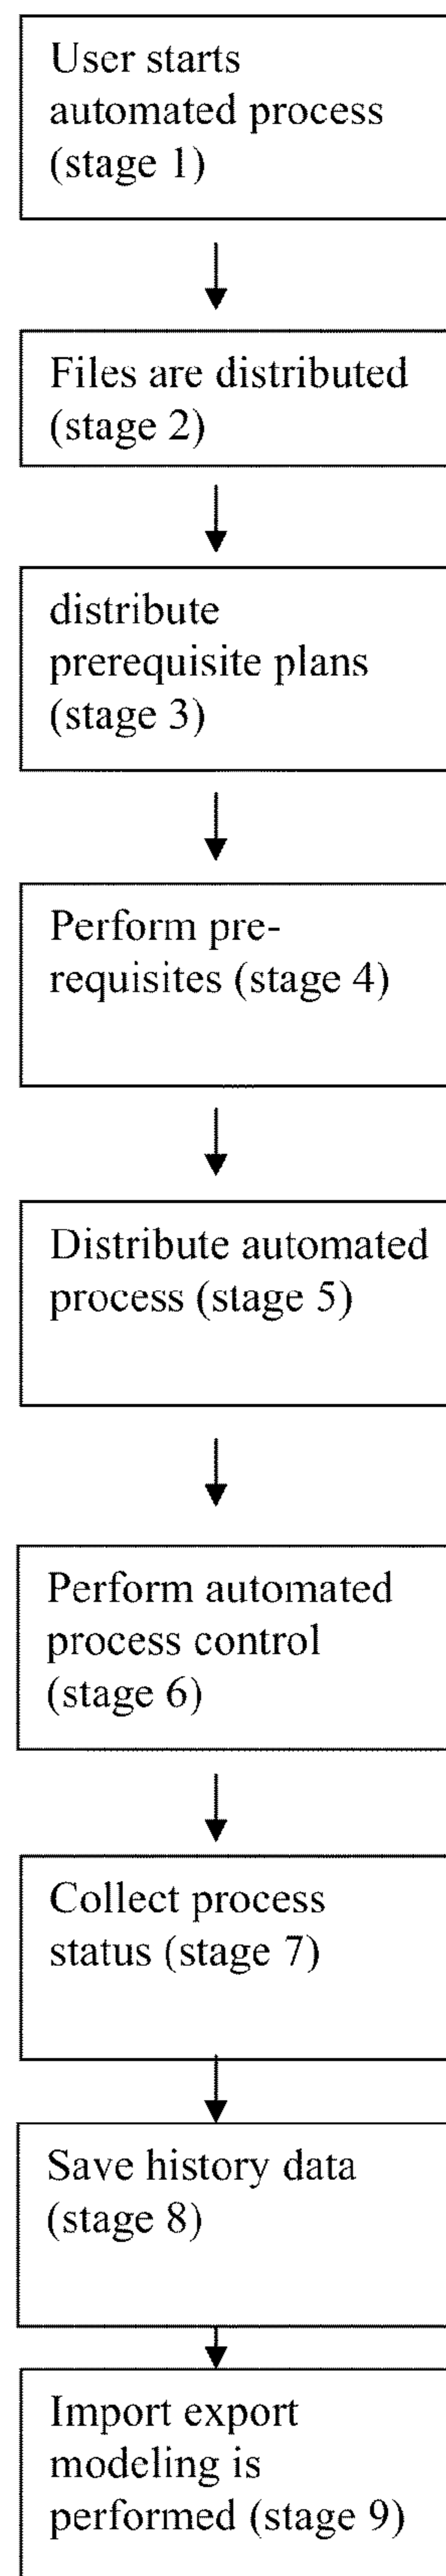 User starts
automated process
(stage 1)
Files are distributed
(stage 2)
distribute
prerequisite plans
(stage 3)
Perform pre-
requisites (stage 4)
Distribute automated
process (stage 5)
Perform automated
process control
(stage 6)
Collect process
status (stage 7)
Save history data
(stage 8)
Import export
modeling is
performed (stage 9)